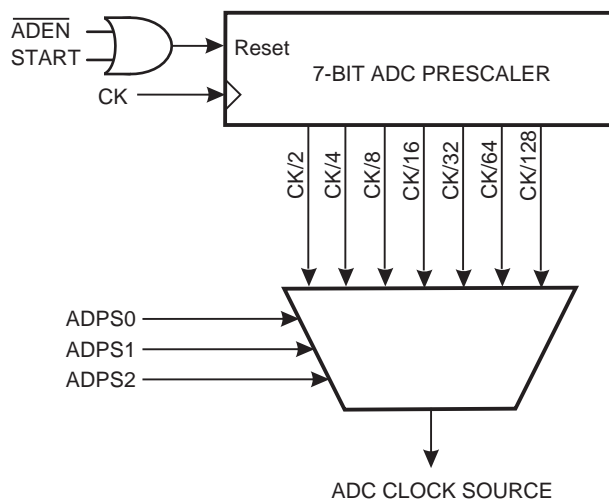 ADEN
START
Reset
7-BIT ADC PRESCALER
CK
CK/2
CK/4
CK/8
CK/16
CK/32
CK/64
CK/128
ADPS0
ADPS1
ADPS2
ADC CLOCK SOURCE